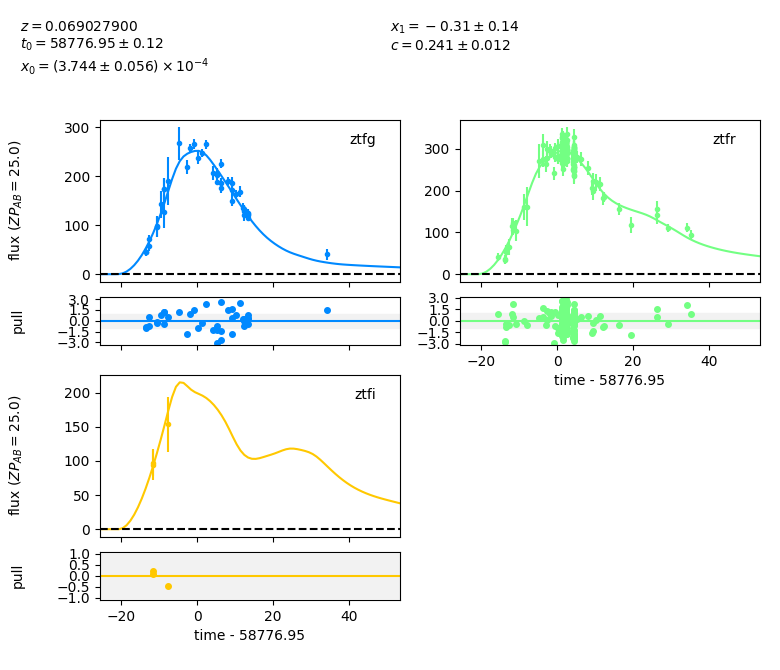 z = 0.069027900
t₀ = 58776.95 ± 0.12
x₀ = (3.744 ± 0.056) × 10⁻⁴
x₁ = −0.31 ± 0.14
c = 0.241 ± 0.012
ztfg
flux (ZP_AB = 25.0)
300
200
100
0
pull
3.0
1.5
0.0
−1.5
−3.0
ztfr
300
200
100
0
3.0
1.5
0.0
−1.5
−3.0
−20 0 20 40
time - 58776.95
ztfi
flux (ZP_AB = 25.0)
200
150
100
50
0
pull
1.0
0.5
0.0
−0.5
−1.0
−20 0 20 40
time - 58776.95